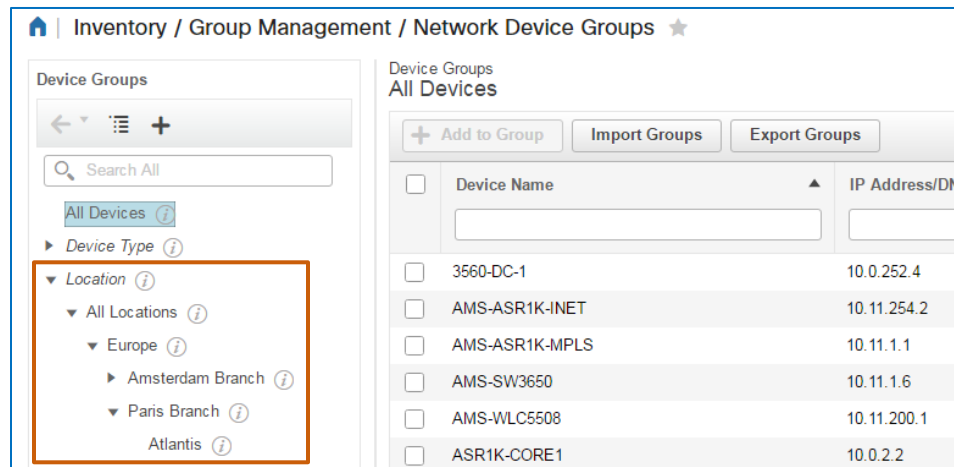 Inventory / Group Management / Network Device Groups
Device Groups
Search All
All Devices
Device Type
Location
All Locations
Europe
Amsterdam Branch
Paris Branch
Atlantis
Device Groups
All Devices
Add to Group Import Groups Export Groups
Device Name IP Address/DN
3560-DC-1 10.0.252.4
AMS-ASR1K-INET 10.11.254.2
AMS-ASR1K-MPLS 10.11.1.1
AMS-SW3650 10.11.1.6
AMS-WLC5508 10.11.200.1
ASR1K-CORE1 10.0.2.2